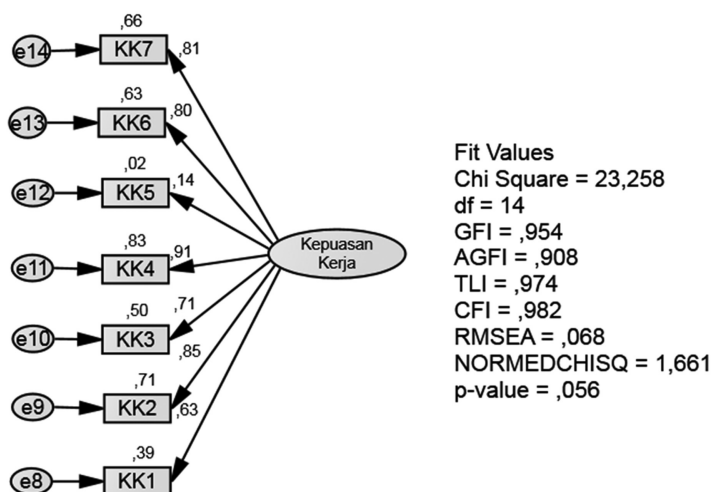 ,66
e14 KK7 ,81
,63
e13 KK6 ,80
,02
e12 KK5 ,14
,83
e11 KK4 ,91
,50
e10 KK3 ,71
,71
e9 KK2 ,85
,39
e8 KK1 ,63
Kepuasan
Kerja
Fit Values
Chi Square = 23,258
df = 14
GFI = ,954
AGFI = ,908
TLI = ,974
CFI = ,982
RMSEA = ,068
NORMEDCHISQ = 1,661
p-value = ,056